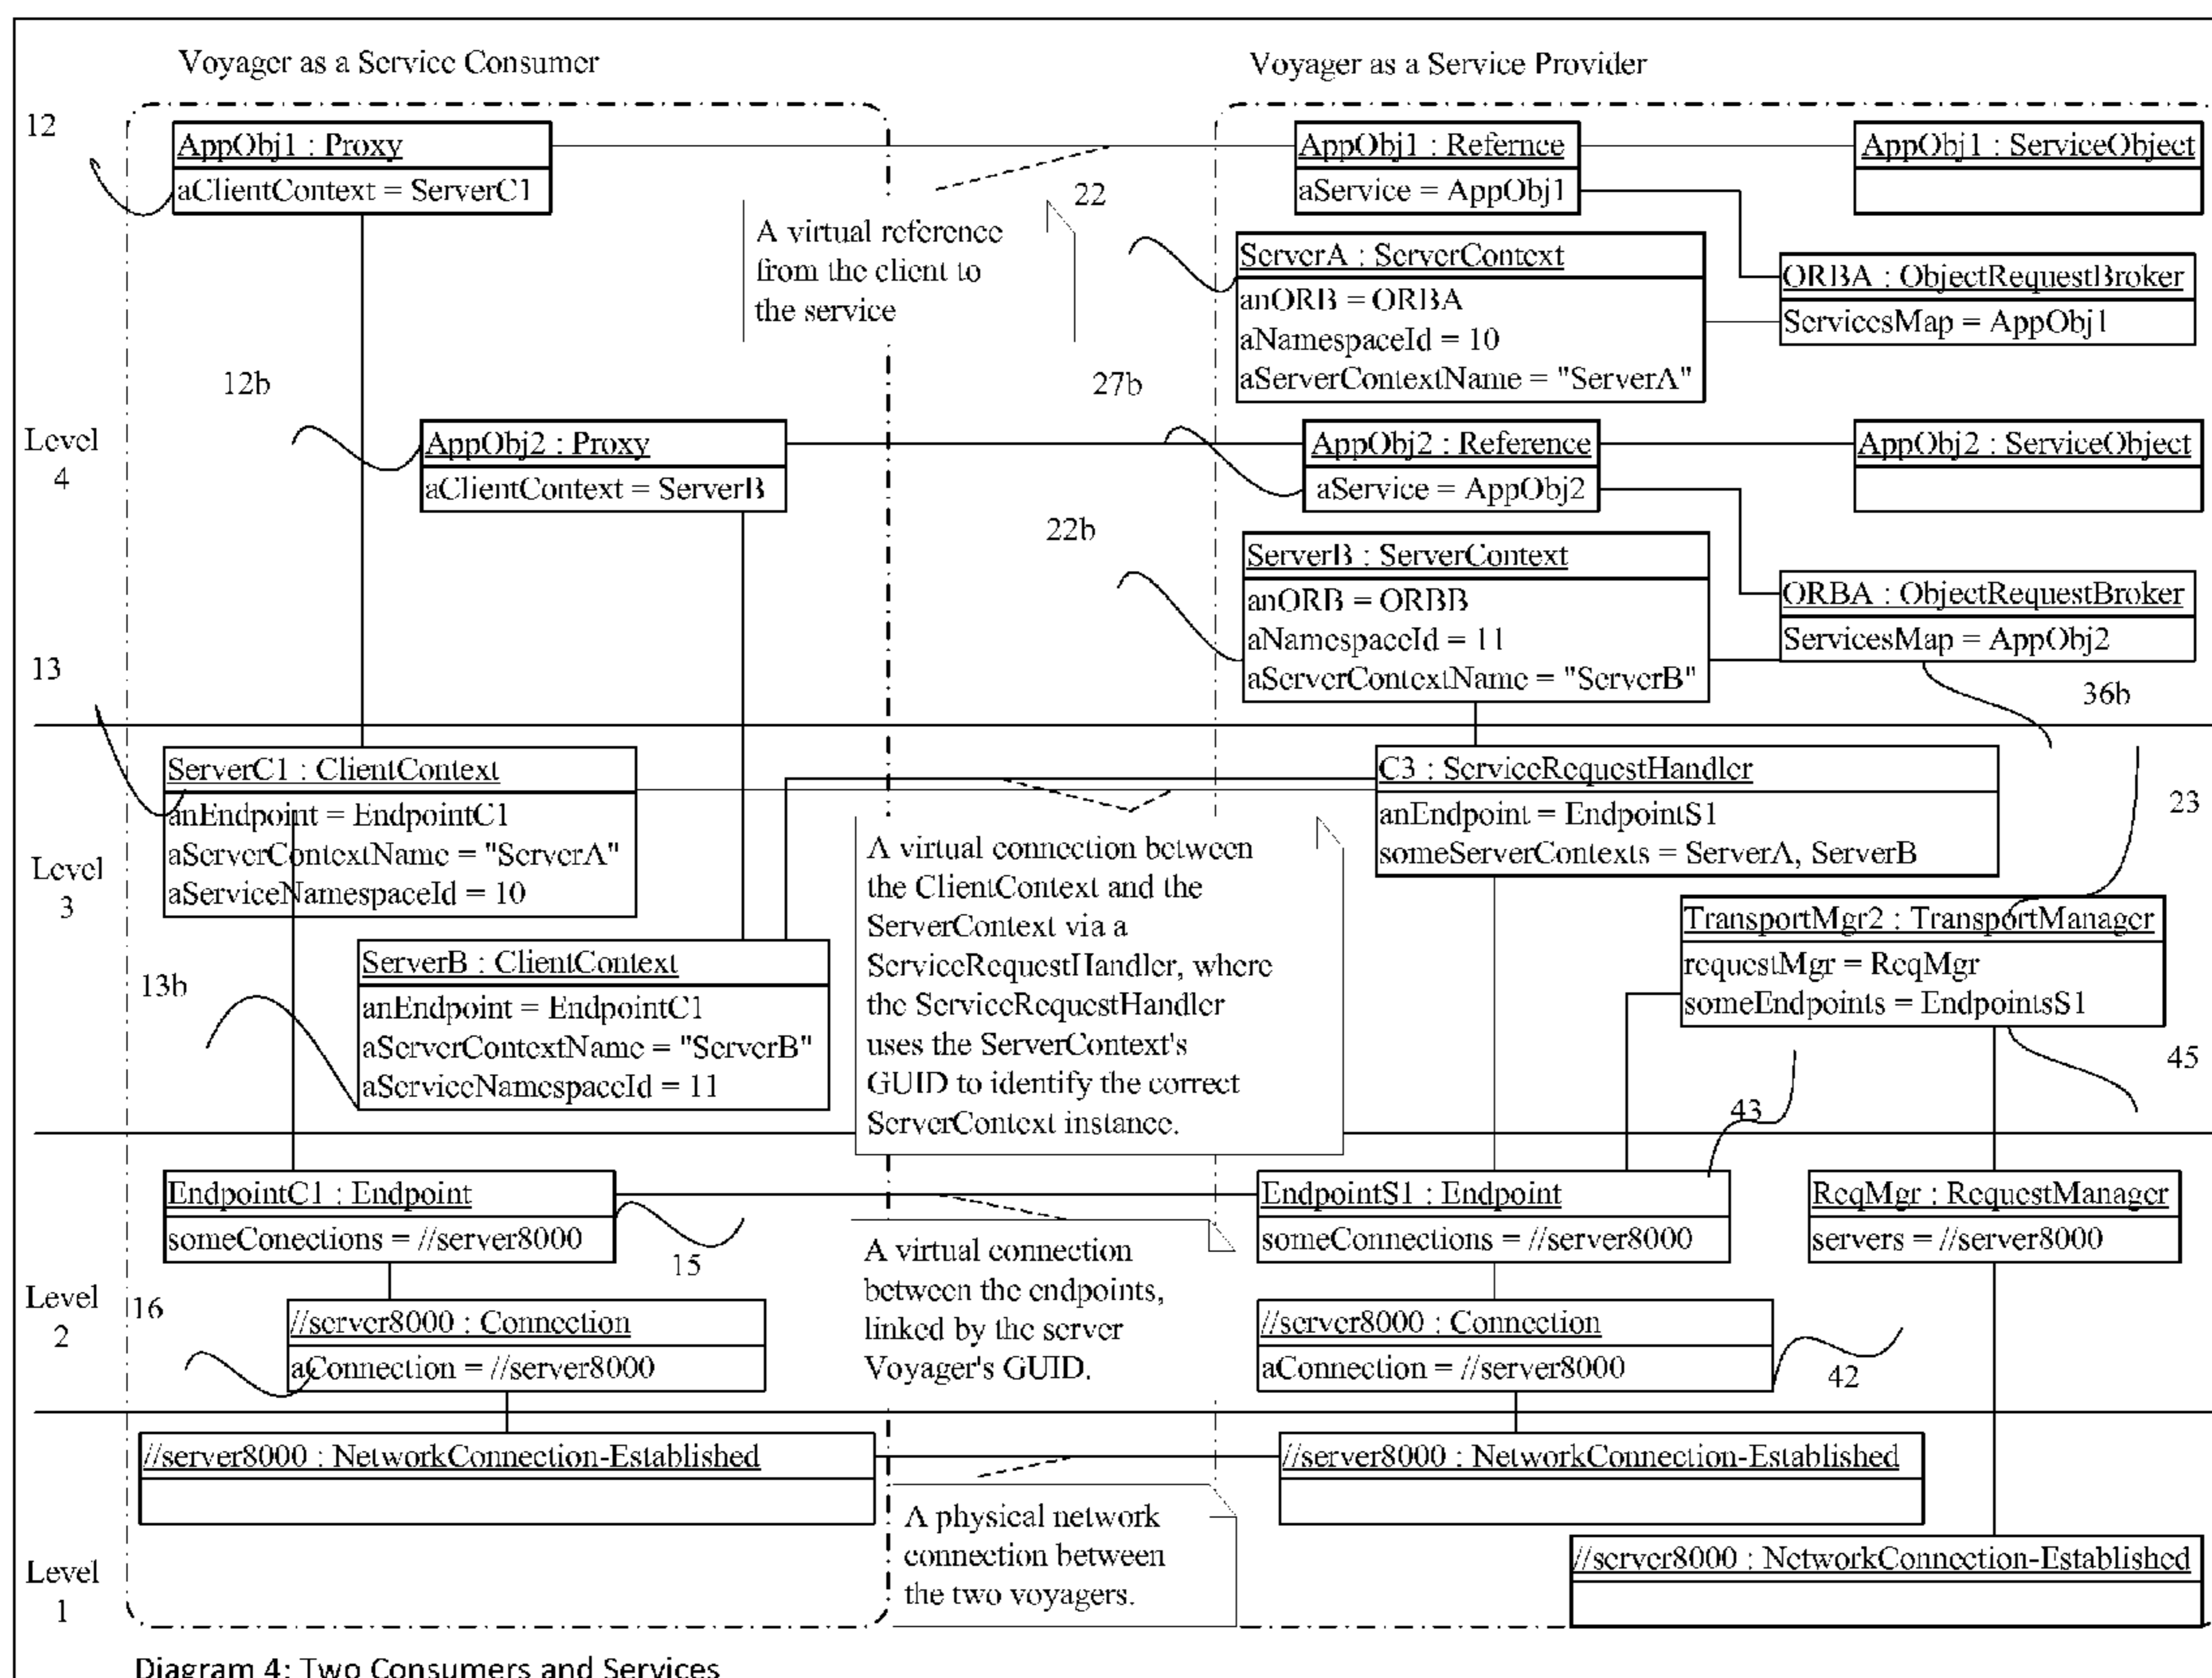 Voyager as a Service Consumer
Voyager as a Service Provider
12
AppObj1 : Proxy
aClientContext = ServerC1
AppObj1 : Refernce
aService = AppObj1
AppObj1 : ServiceObject
22
A virtual reference
from the client to
the service
ServerA : ServerContext
anORB = ORBA
aNamespaceId = 10
aServerContextName = "ServerA"
ORBA : ObjectRequestBroker
ServicesMap = AppObj1
12b
27b
Level
4
AppObj2 : Proxy
aClientContext = ServerB
AppObj2 : Reference
aService = AppObj2
AppObj2 : ServiceObject
22b
ServerB : ServerContext
anORB = ORBB
aNamespaceId = 11
aServerContextName = "ServerB"
ORBA : ObjectRequestBroker
ServicesMap = AppObj2
36b
13
ServerC1 : ClientContext
anEndpoint = EndpointC1
aServerContextName = "ServerA"
aServiceNamespaceId = 10
C3 : ServiceRequestHandler
anEndpoint = EndpointS1
someServerContexts = ServerA, ServerB
23
Level
3
A virtual connection between
the ClientContext and the
ServerContext via a
ServiceRequestHandler, where
the ServiceRequestHandler
uses the ServerContext's
GUID to identify the correct
ServerContext instance.
TransportMgr2 : TransportManager
requestMgr = ReqMgr
someEndpoints = EndpointsS1
13b
ServerB : ClientContext
anEndpoint = EndpointC1
aServerContextName = "ServerB"
aServiceNamespaceId = 11
45
43
EndpointC1 : Endpoint
someConections = //server8000
15
EndpointS1 : Endpoint
someConnections = //server8000
ReqMgr : RequestManager
servers = //server8000
A virtual connection
between the endpoints,
linked by the server
Voyager's GUID.
Level
2
16
//server8000 : Connection
aConnection = //server8000
//server8000 : Connection
aConnection = //server8000
42
//server8000 : NetworkConnection-Established
//server8000 : NetworkConnection-Established
A physical network
connection between
the two voyagers.
//server8000 : NetworkConnection-Established
Level
1
Diagram 4: Two Consumers and Services